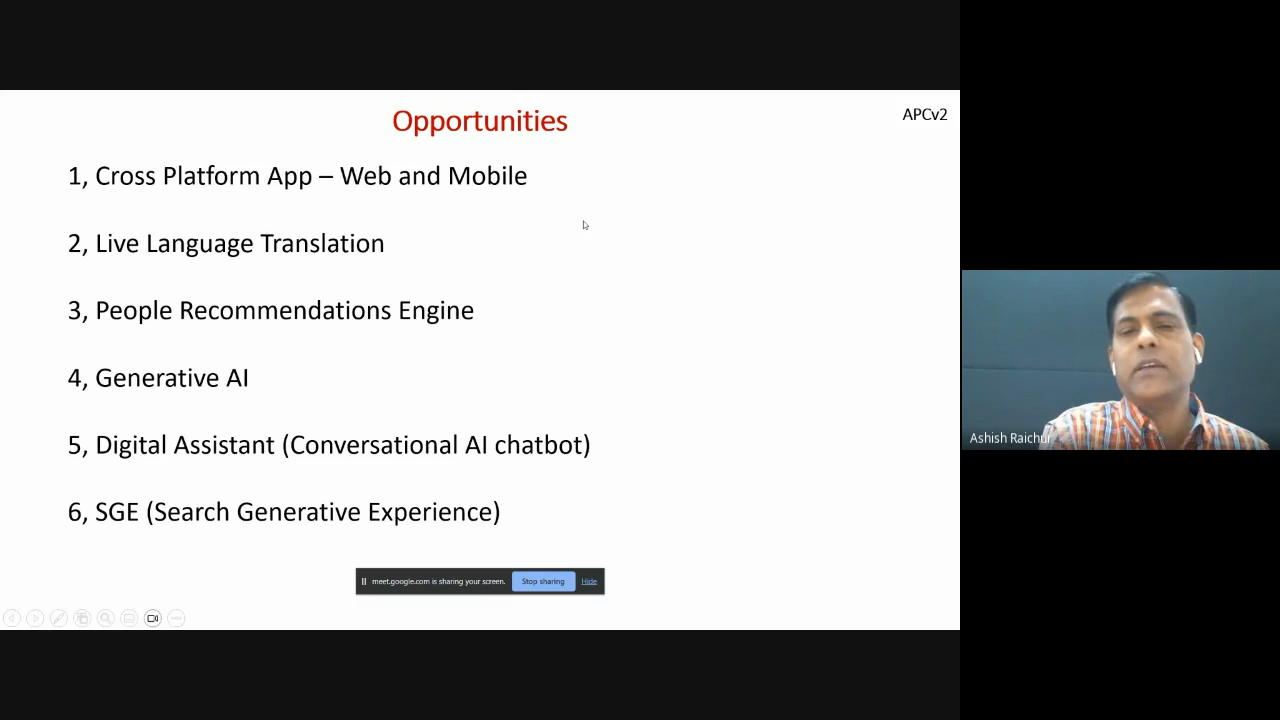 Opportunities
APCv2
1, Cross Platform App – Web and Mobile
2, Live Language Translation
3, People Recommendations Engine
4, Generative AI
5, Digital Assistant (Conversational AI chatbot)
6, SGE (Search Generative Experience)
meet.google.com is sharing your screen. Stop sharing Hide
Ashish Raichur